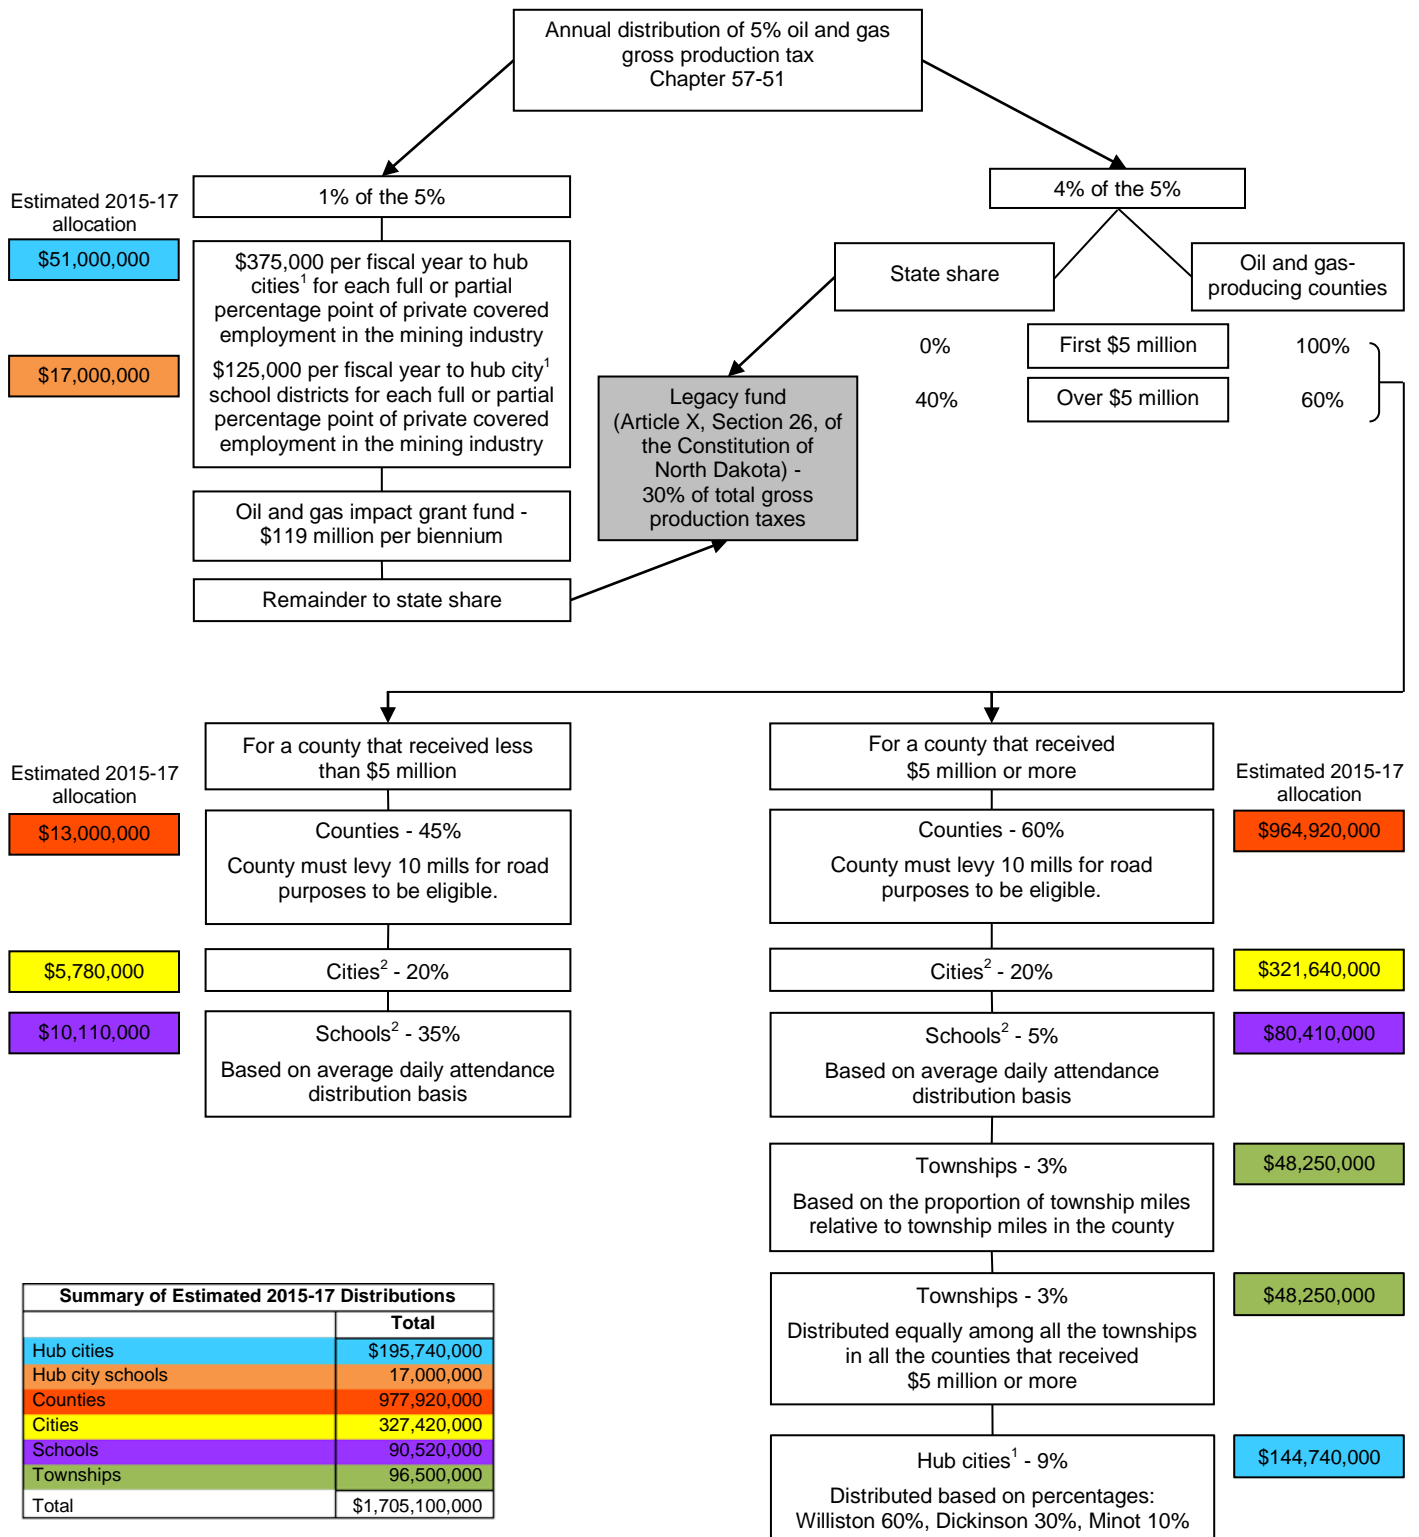 Annual distribution of 5% oil and gas
gross production tax
Chapter 57-51
Estimated 2015-17
allocation
1% of the 5%
4% of the 5%
$51,000,000
$375,000 per fiscal year to hub
cities¹ for each full or partial
percentage point of private covered
employment in the mining industry
$17,000,000
$125,000 per fiscal year to hub city¹
school districts for each full or partial
percentage point of private covered
employment in the mining industry
State share
Oil and gas-
producing counties
0%
First $5 million
100%
40%
Over $5 million
60%
Legacy fund
(Article X, Section 26, of
the Constitution of
North Dakota) -
30% of total gross
production taxes
Oil and gas impact grant fund -
$119 million per biennium
Remainder to state share
Estimated 2015-17
allocation
For a county that received less
than $5 million
$13,000,000
Counties - 45%
County must levy 10 mills for road
purposes to be eligible.
$5,780,000
Cities² - 20%
$10,110,000
Schools² - 35%
Based on average daily attendance
distribution basis
For a county that received
$5 million or more
Estimated 2015-17
allocation
Counties - 60%
County must levy 10 mills for road
purposes to be eligible.
$964,920,000
Cities² - 20%
$321,640,000
Schools² - 5%
Based on average daily attendance
distribution basis
$80,410,000
Townships - 3%
Based on the proportion of township miles
relative to township miles in the county
$48,250,000
Townships - 3%
Distributed equally among all the townships
in all the counties that received
$5 million or more
$48,250,000
Hub cities¹ - 9%
Distributed based on percentages:
Williston 60%, Dickinson 30%, Minot 10%
$144,740,000
Summary of Estimated 2015-17 Distributions
Total
Hub cities $195,740,000
Hub city schools 17,000,000
Counties 977,920,000
Cities 327,420,000
Schools 90,520,000
Townships 96,500,000
Total $1,705,100,000